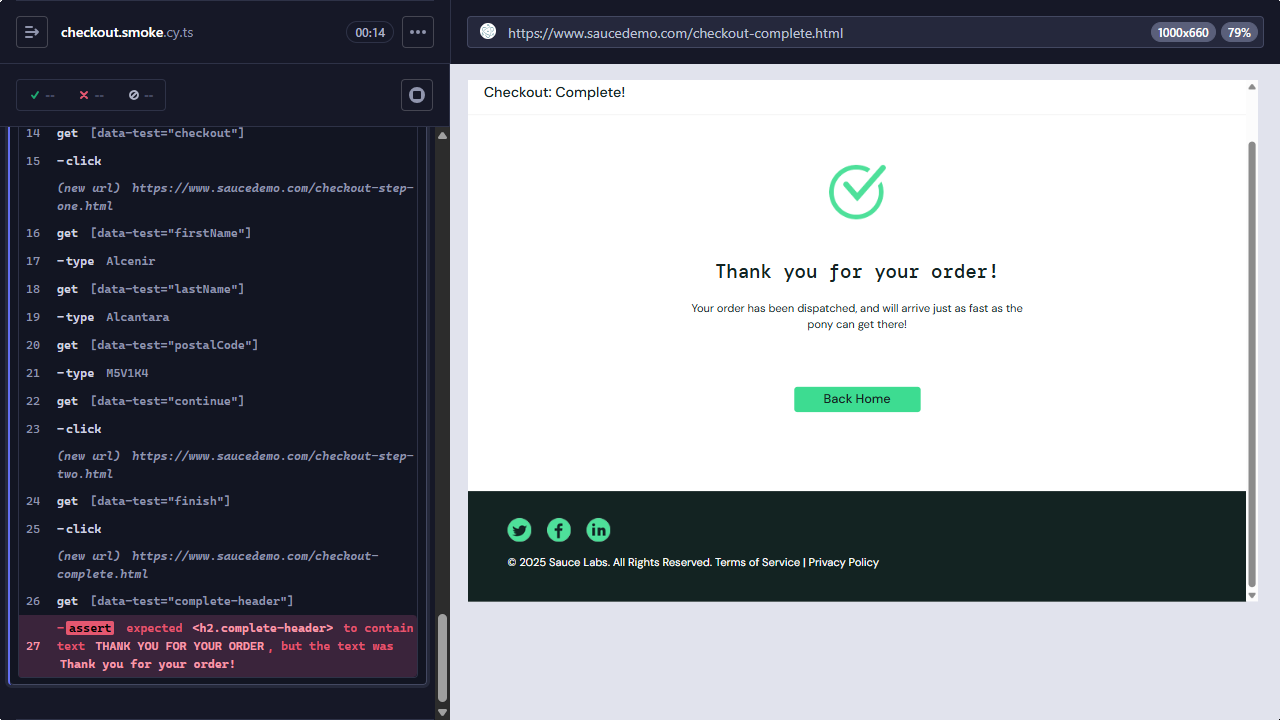 checkout.smoke.cy.ts
00:14
https://www.saucedemo.com/checkout-complete.html
1000x660
79%
--
--
--
14 get [data-test="checkout"]
15 -click
(new url) https://www.saucedemo.com/checkout-step-
one.html
16 get [data-test="firstName"]
17 -type Alcenir
18 get [data-test="lastName"]
19 -type Alcantara
20 get [data-test="postalCode"]
21 -type M5V1K4
22 get [data-test="continue"]
23 -click
(new url) https://www.saucedemo.com/checkout-step-
two.html
24 get [data-test="finish"]
25 -click
(new url) https://www.saucedemo.com/checkout-
complete.html
26 get [data-test="complete-header"]
-assert expected <h2.complete-header> to contain
27 text THANK YOU FOR YOUR ORDER, but the text was
Thank you for your order!
Checkout: Complete!
Thank you for your order!
Your order has been dispatched, and will arrive just as fast as the
pony can get there!
Back Home
© 2025 Sauce Labs. All Rights Reserved. Terms of Service | Privacy Policy